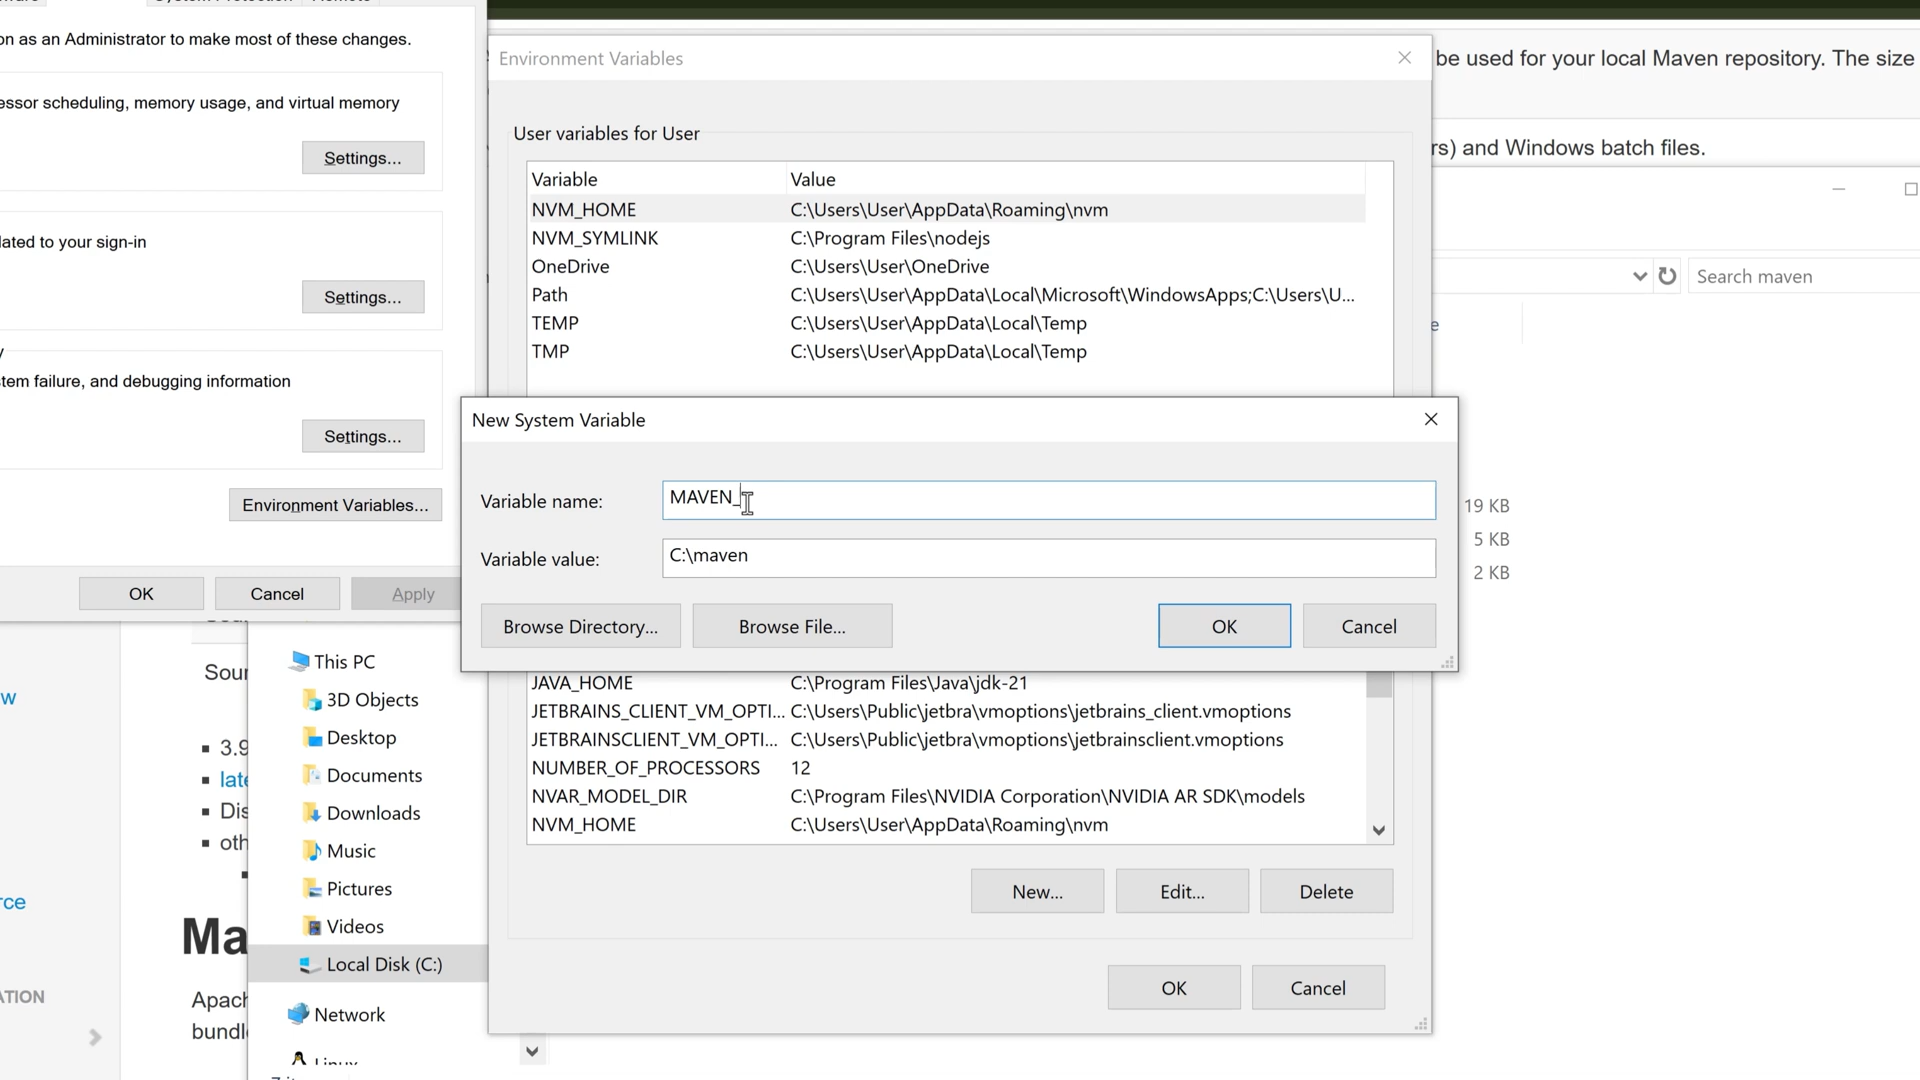 System Protection
on as an Administrator to make most of these changes.
essor scheduling, memory usage, and virtual memory
Settings...
lated to your sign-in
Settings...
tem failure, and debugging information
Settings...
Environment Variables...
OK
Cancel
Apply
Environment Variables
User variables for User
Variable
Value
NVM_HOME
C:\Users\User\AppData\Roaming\nvm
NVM_SYMLINK
C:\Program Files\nodejs
OneDrive
C:\Users\User\OneDrive
Path
C:\Users\User\AppData\Local\Microsoft\WindowsApps;C:\Users\U...
TEMP
C:\Users\User\AppData\Local\Temp
TMP
C:\Users\User\AppData\Local\Temp
be used for your local Maven repository. The size
rs) and Windows batch files.
Search maven
e
19 KB
5 KB
2 KB
New System Variable
Variable name:
MAVEN_
Variable value:
C:\maven
Browse Directory...
Browse File...
OK
Cancel
JAVA_HOME
C:\Program Files\Java\jdk-21
JETBRAINS_CLIENT_VM_OPTI...
C:\Users\Public\jetbra\vmoptions\jetbrains_client.vmoptions
JETBRAINSCLIENT_VM_OPTI...
C:\Users\Public\jetbra\vmoptions\jetbrainsclient.vmoptions
NUMBER_OF_PROCESSORS
12
NVAR_MODEL_DIR
C:\Program Files\NVIDIA Corporation\NVIDIA AR SDK\models
NVM_HOME
C:\Users\User\AppData\Roaming\nvm
New...
Edit...
Delete
OK
Cancel
w
rce
ATION
Sour
3.9
late
Dis
oth
Ma
Apach
bundl
This PC
3D Objects
Desktop
Documents
Downloads
Music
Pictures
Videos
Local Disk (C:)
Network
Linux